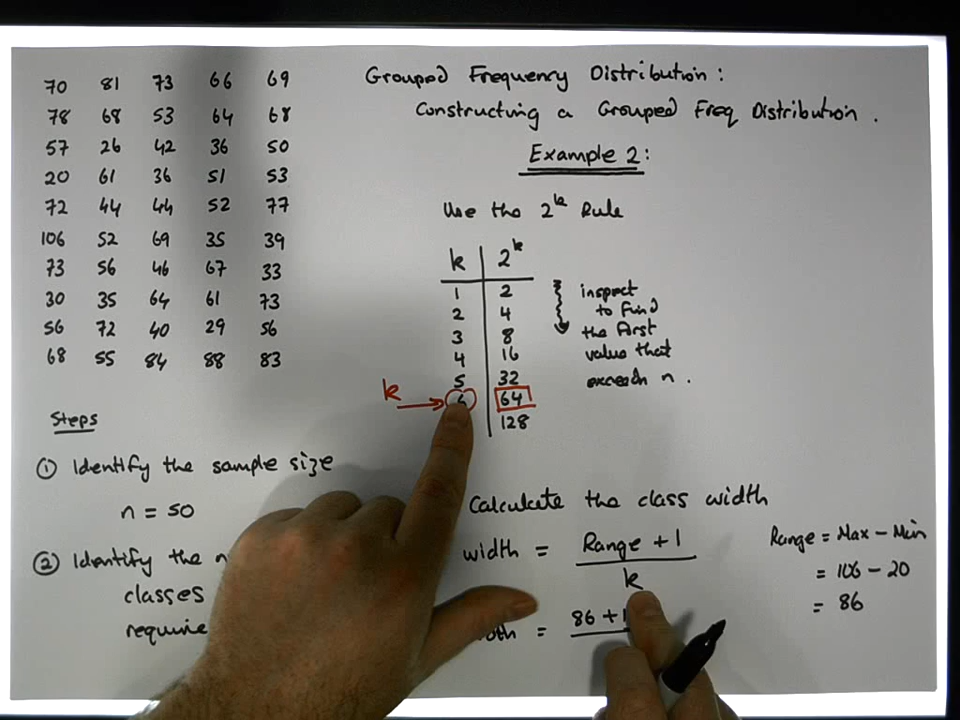 70 81 73 66 69
78 68 53 64 68
57 26 42 36 50
20 61 36 51 53
72 44 44 52 77
106 52 69 35 39
73 56 46 67 33
30 35 64 61 73
56 72 40 29 56
68 55 84 88 83
Steps
① Identify the sample size
n = 50
② Identify the
classes
require
Grouped Frequency Distribution:
Constructing a Grouped Freq Distribution.
Example 2:
Use the 2^k Rule
k 2^k
1 2
2 4
3 8
4 16
5 32
64
128
k
inspect
to find
the first
value that
exceeds n.
Calculate the class width
width = Range + 1
k
= 86 + 1
Range = Max - Min
= 106 - 20
= 86